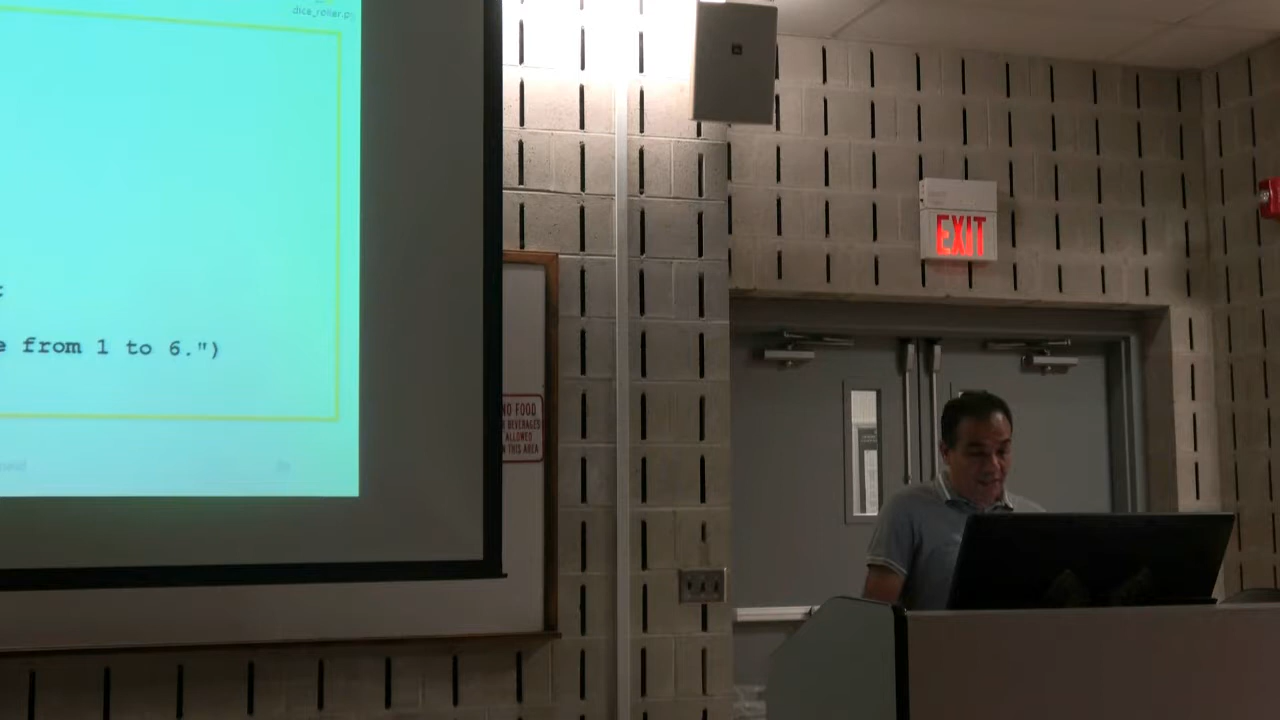 dice_roller.py
:
e from 1 to 6.")
EXIT
NO FOOD
BEVERAGES
ALLOWED
THIS AREA